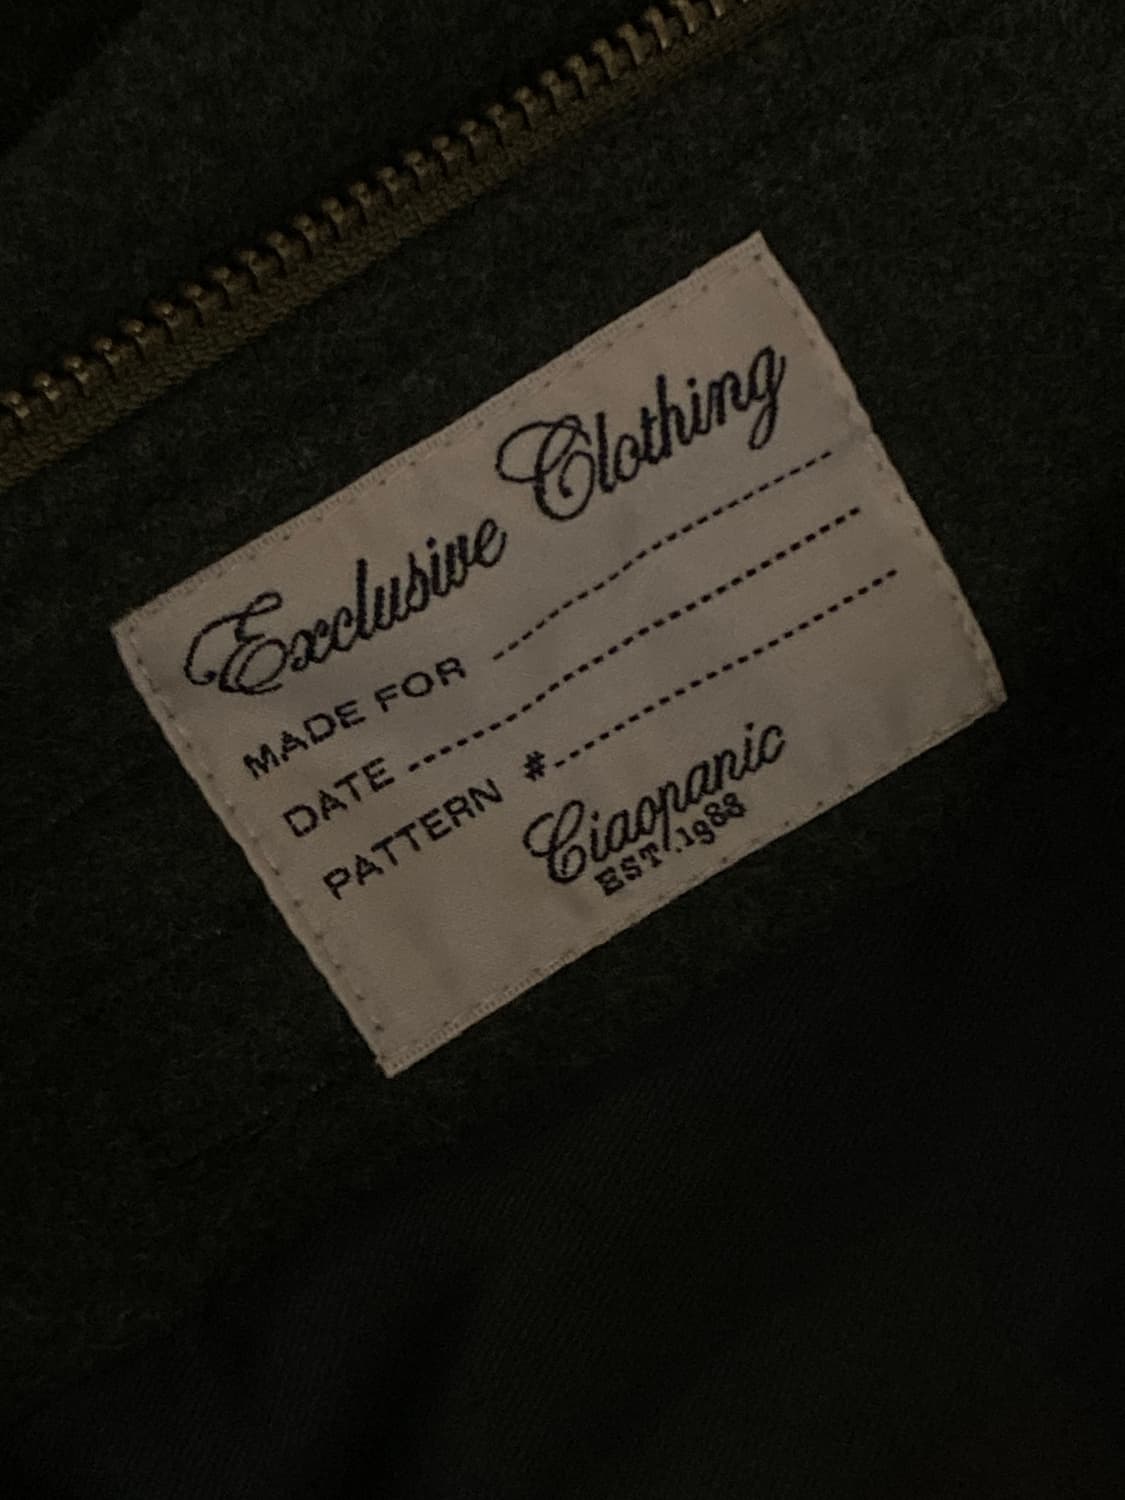 Exclusive Clothing
MADE FOR
DATE
PATTERN #
Ciaopanic
EST.1988